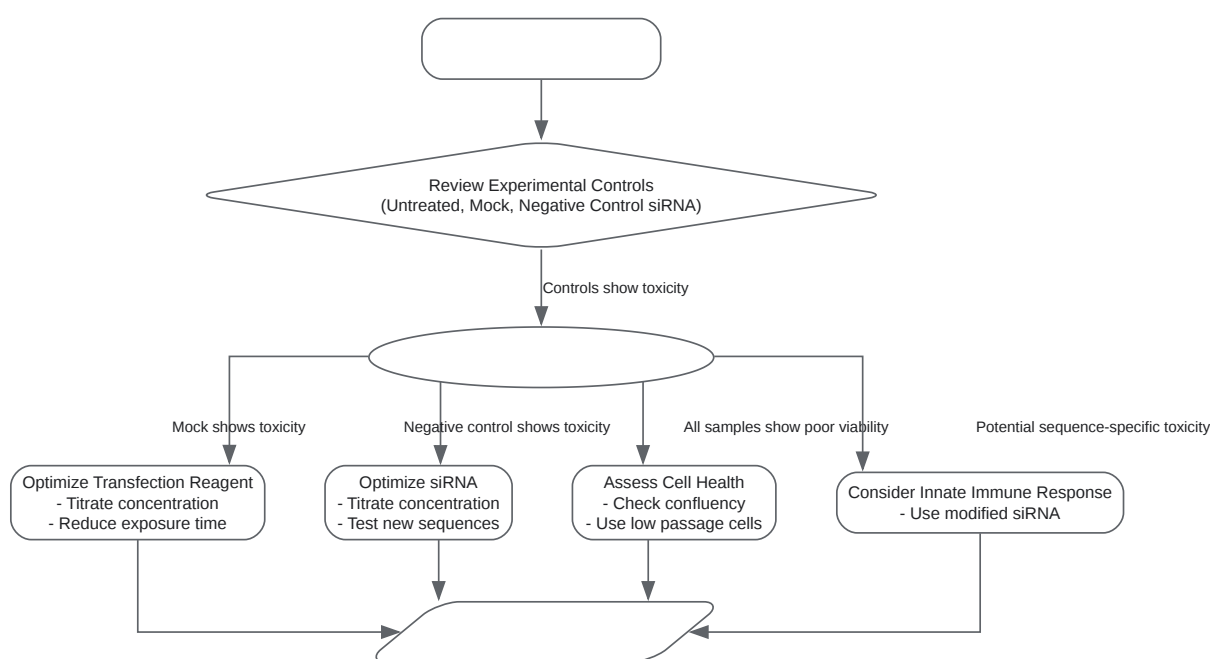 Review Experimental Controls
(Untreated, Mock, Negative Control siRNA)
Controls show toxicity
Mock shows toxicity
Negative control shows toxicity
All samples show poor viability
Potential sequence-specific toxicity
Optimize Transfection Reagent
- Titrate concentration
- Reduce exposure time
Optimize siRNA
- Titrate concentration
- Test new sequences
Assess Cell Health
- Check confluency
- Use low passage cells
Consider Innate Immune Response
- Use modified siRNA